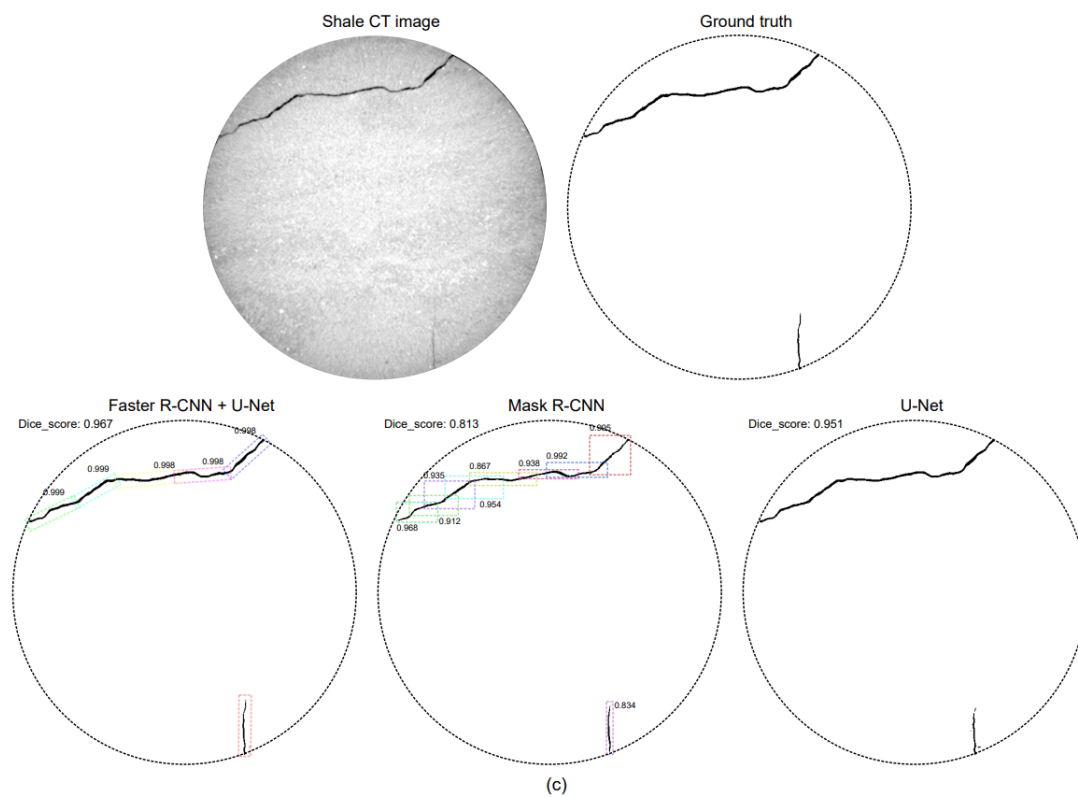 Shale CT image
Ground truth
Faster R-CNN + U-Net
Mask R-CNN
U-Net
Dice_score: 0.967
Dice_score: 0.813
Dice_score: 0.951
0.998
0.998
0.998
0.999
0.999
0.995
0.992
0.938
0.867
0.935
0.954
0.912
0.968
0.834
(c)